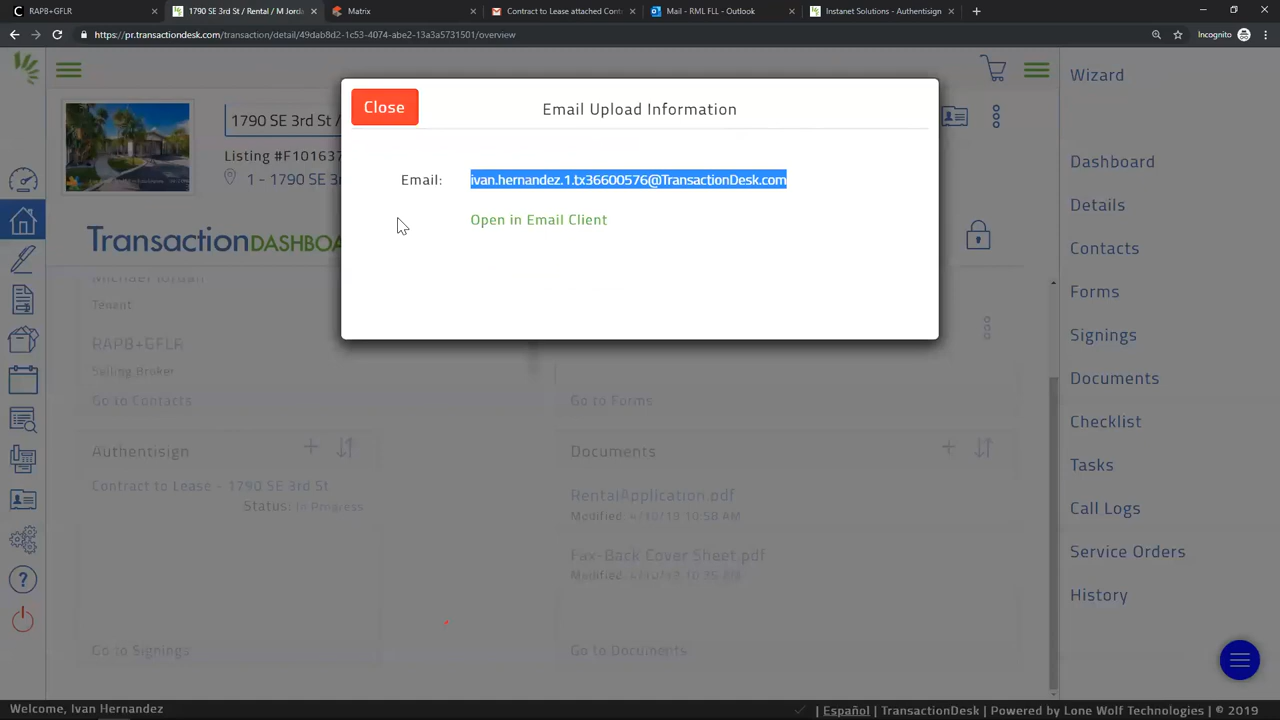 RAPB+GFLR
1790 SE 3rd St / Rental / M Jorda
Matrix
Contract to Lease attached Cont
Mail - RML FLL - Outlook
Instanet Solutions - Authentisign
https://pr.transactiondesk.com/transaction/detail/49dab8d2-1c53-4074-abe2-13a3a5731501/overview
Incognito
Close
Email Upload Information
Email: ivan.hernandez.1.tx36600576@TransactionDesk.com
Open in Email Client
1790 SE 3rd St /
Listing #F101637
1 - 1790 SE 3
TransactionDASHBOA
Michael Jordan
Tenant
RAPB+GFLR
Selling Broker
Go to Contacts
Go to Forms
Authentisign
Contract to Lease - 1790 SE 3rd St
Status: In Progress
Go to Signings
Documents
RentalApplication.pdf
Modified: 4/10/19 10:58 AM
Fax-Back Cover Sheet.pdf
Go to Documents
Wizard
Dashboard
Details
Contacts
Forms
Signings
Documents
Checklist
Tasks
Call Logs
Service Orders
History
Welcome, Ivan Hernandez
| Español | TransactionDesk | Powered by Lone Wolf Technologies | © 2019